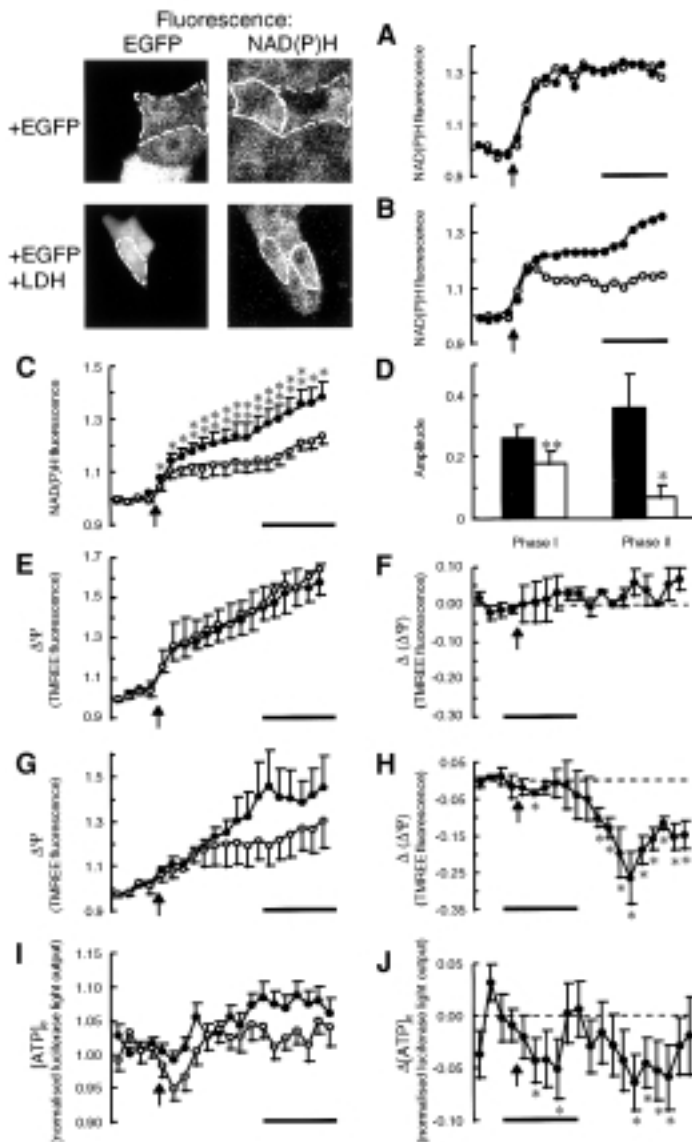 Fluorescence:
EGFP NAD(P)H
+EGFP
+EGFP
+LDH
A
NAD(P)H fluorescence
1.3
1.1
0.9
B
NAD(P)H fluorescence
1.3
1.1
0.9
C
NAD(P)H fluorescence
1.5
1.3
1.1
0.9
D
Amplitude
0.4
0.2
0
** *
Phase I Phase II
E
ΔΨ
(TMREE fluorescence)
1.7
1.5
1.3
1.1
0.9
F
Δ (ΔΨ)
(TMREE fluorescence)
0.10
0.00
-0.10
-0.20
-0.30
G
ΔΨ
(TMREE fluorescence)
1.5
1.3
1.1
0.9
H
Δ (ΔΨ)
(TMREE fluorescence)
0.05
-0.05
-0.15
-0.25
-0.35
I
(normalised luciferase light output)
1.15
1.10
1.05
1.00
0.95
0.90
J
(normalised luciferase light output)
0.05
0.00
-0.05
-0.10